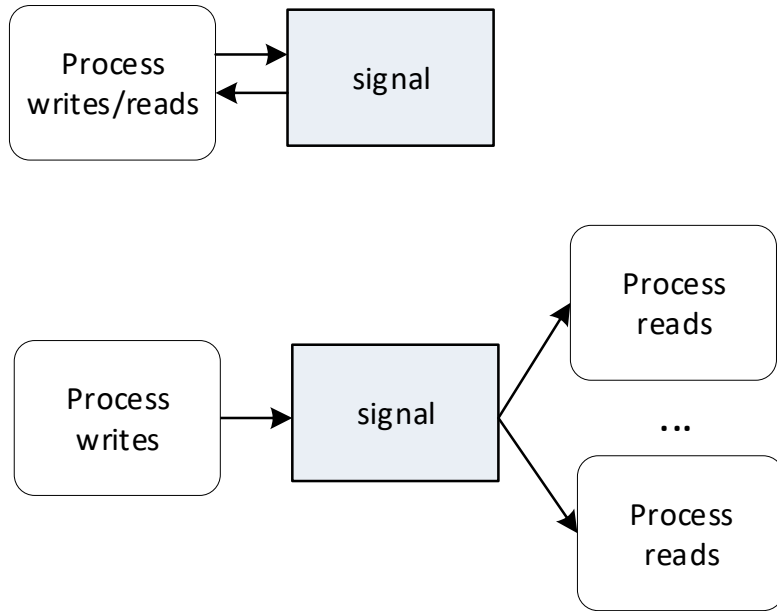 Process
writes/reads
signal
Process
reads
Process
writes
signal
...
Process
reads